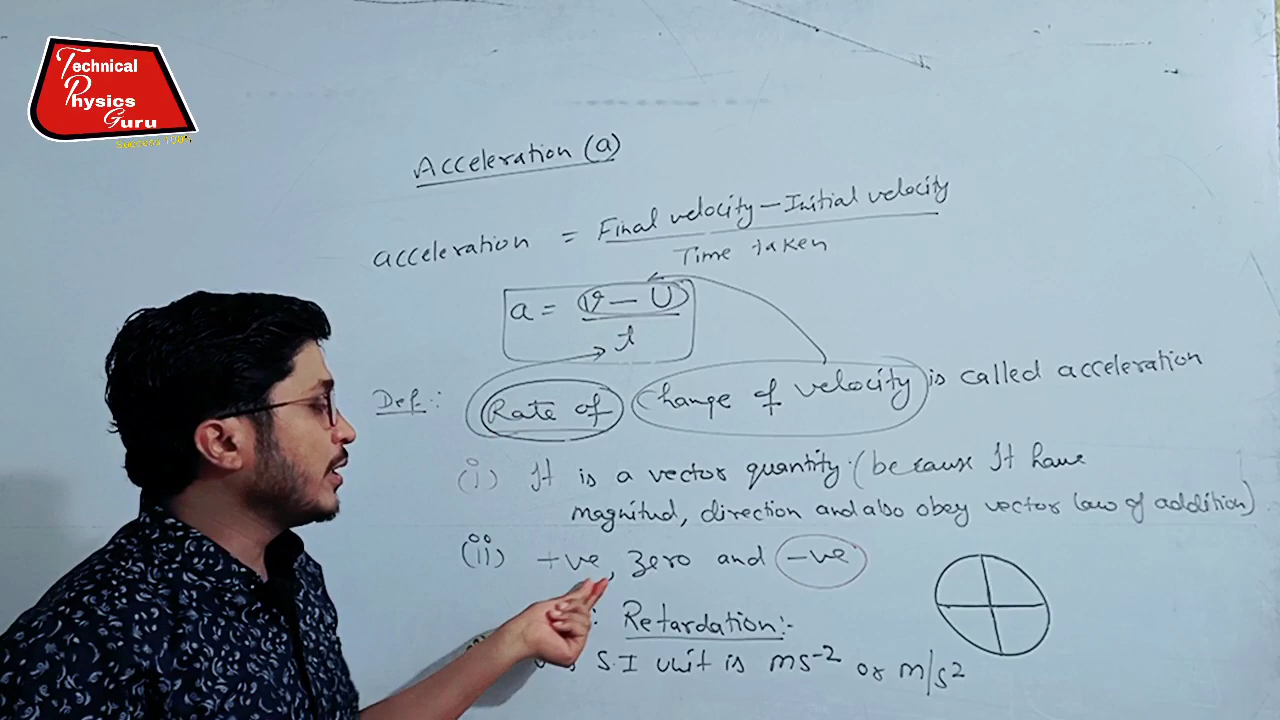 Technical
Physics
Guru
Acceleration (a)
acceleration = Final velocity – Initial velocity
Time taken
a = v – U
t
Def:- Rate of change of velocity is called acceleration
(i) It is a vector quantity (because It have
magnitud, direction and also obey vector law of addition)
(ii) +ve, zero and –ve
: Retardation:-
S.I unit is ms⁻² or m/s²